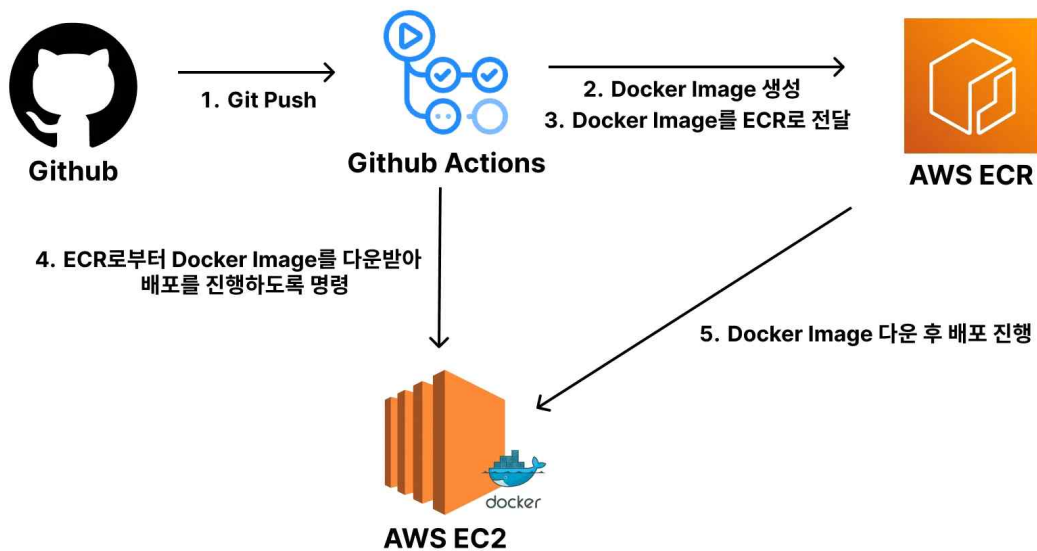 1. Git Push
2. Docker Image 생성
3. Docker Image를 ECR로 전달
Github
Github Actions
AWS ECR
4. ECR로부터 Docker Image를 다운받아
배포를 진행하도록 명령
5. Docker Image 다운 후 배포 진행
docker
AWS EC2